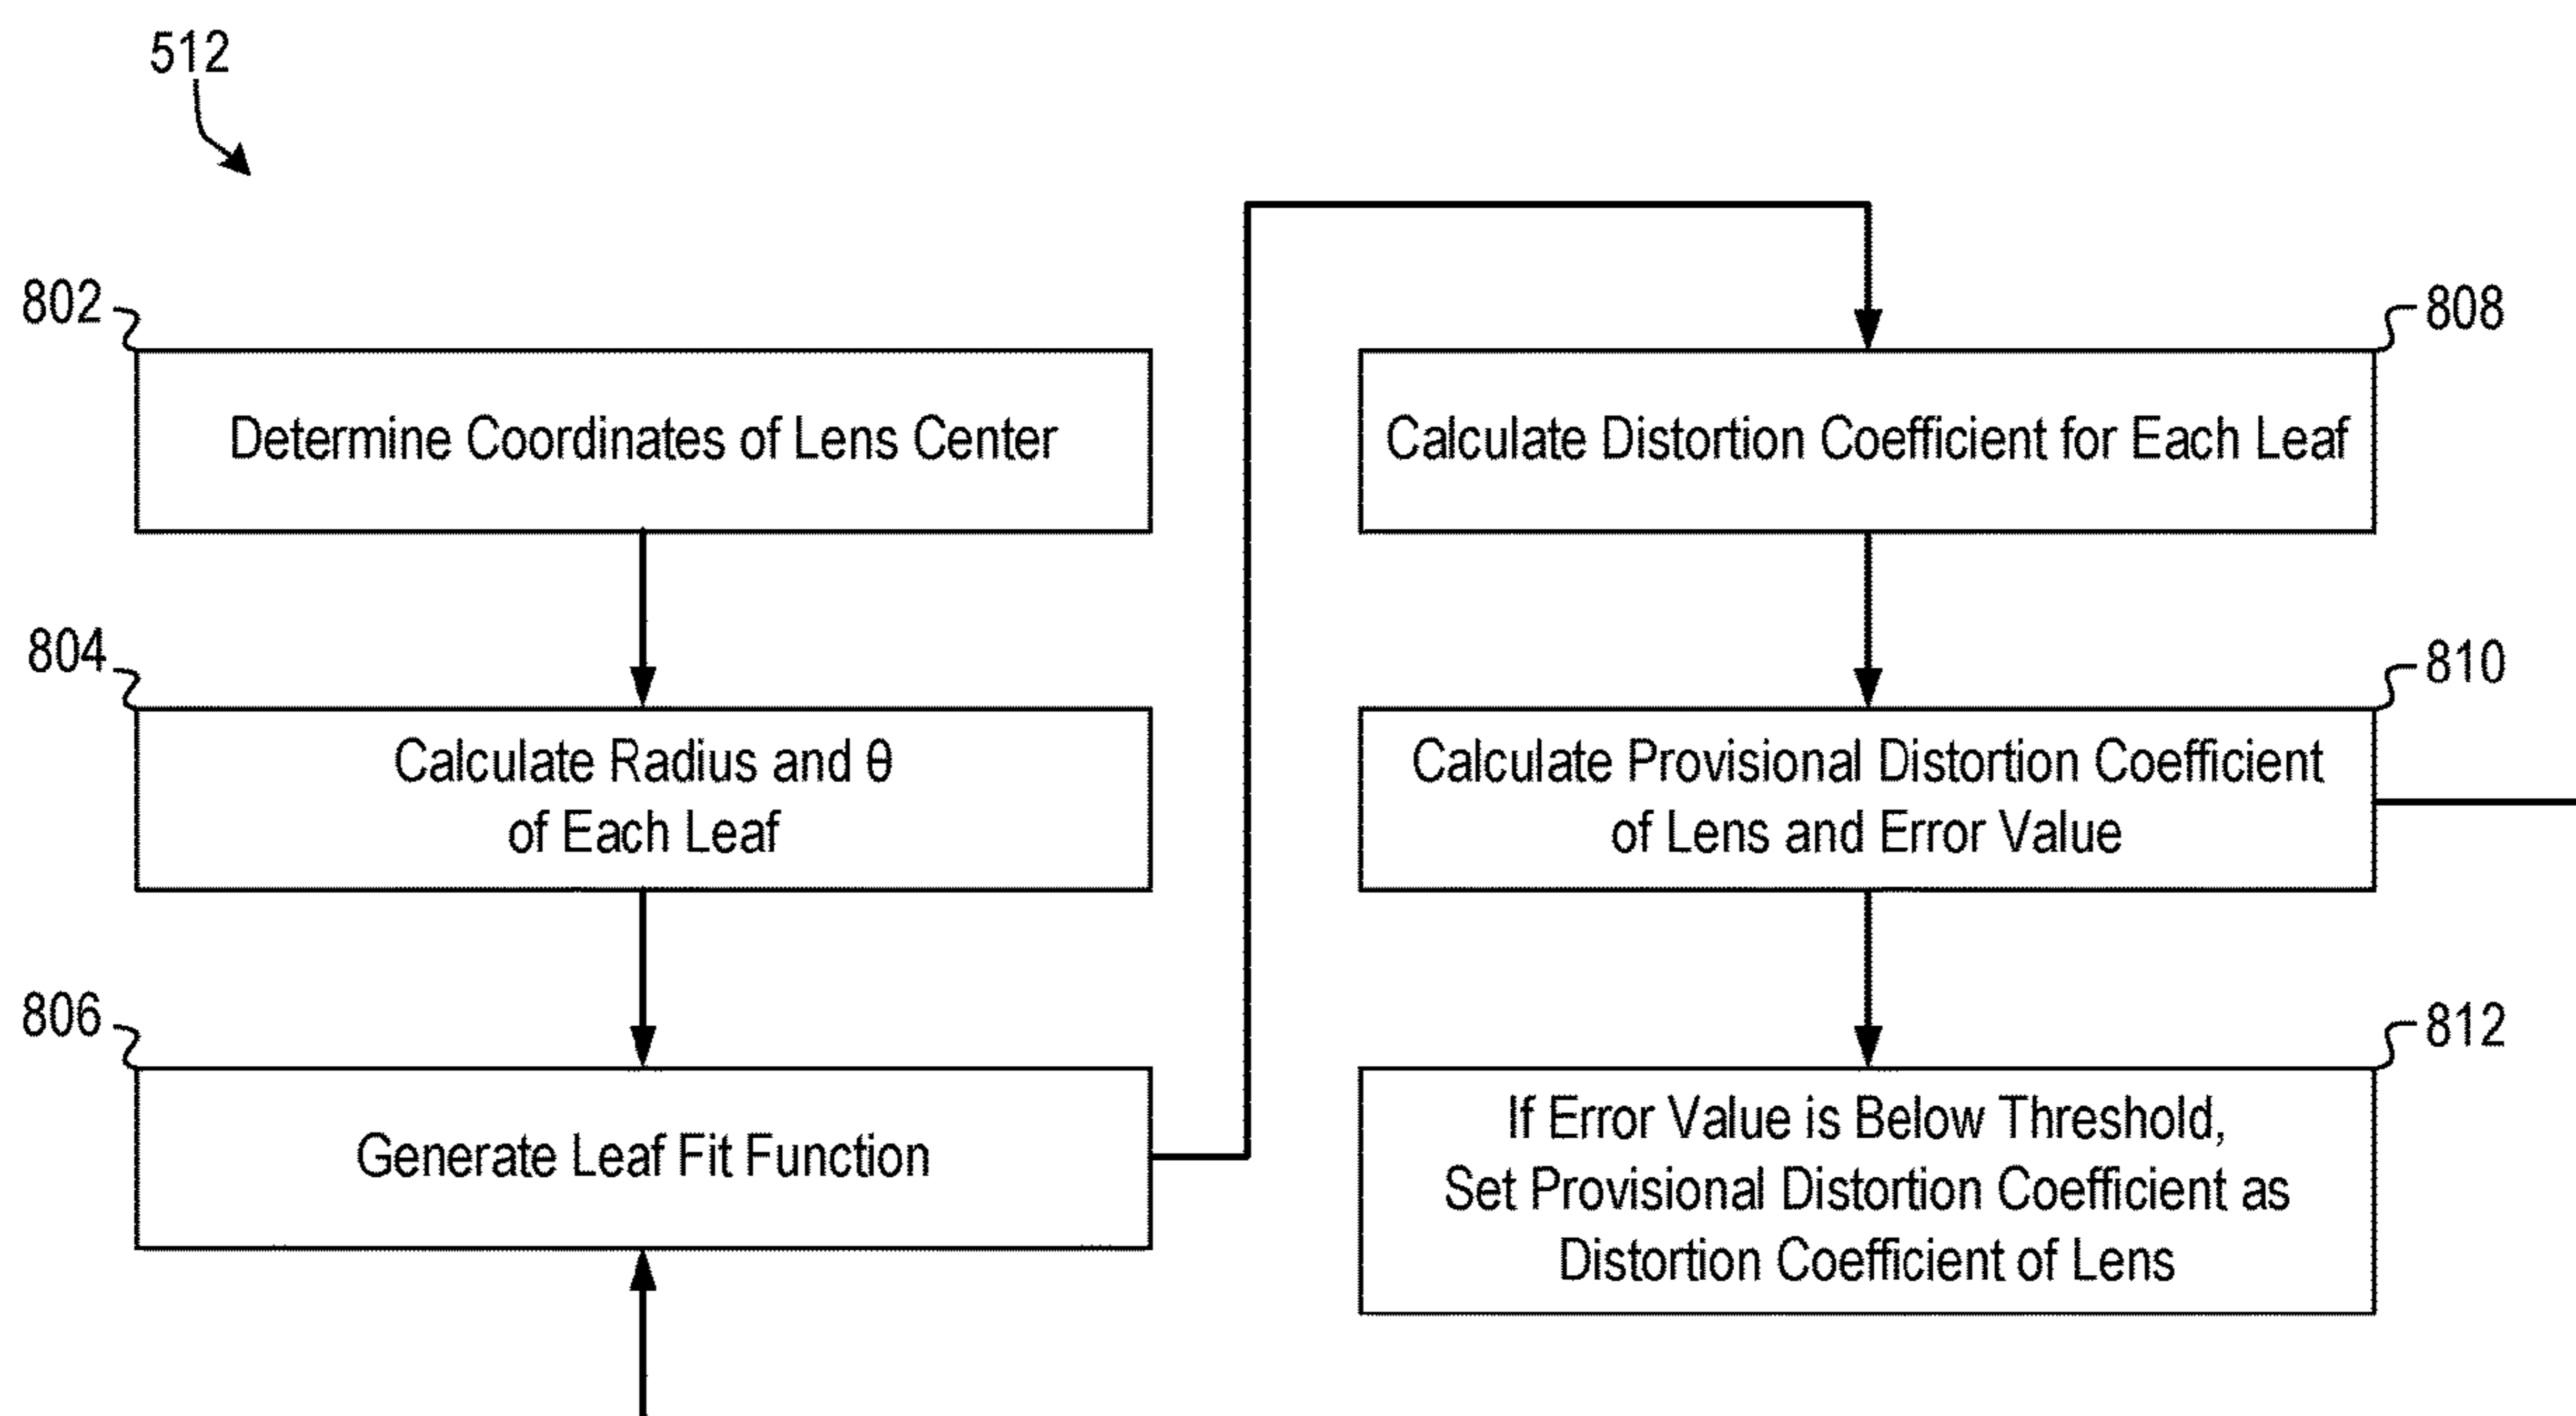 512
802
Determine Coordinates of Lens Center
804
Calculate Radius and θ
of Each Leaf
806
Generate Leaf Fit Function
808
Calculate Distortion Coefficient for Each Leaf
810
Calculate Provisional Distortion Coefficient
of Lens and Error Value
812
If Error Value is Below Threshold,
Set Provisional Distortion Coefficient as
Distortion Coefficient of Lens